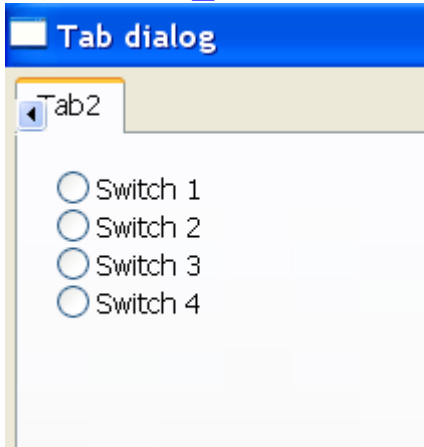 Tab dialog
Tab2
Switch 1
Switch 2
Switch 3
Switch 4